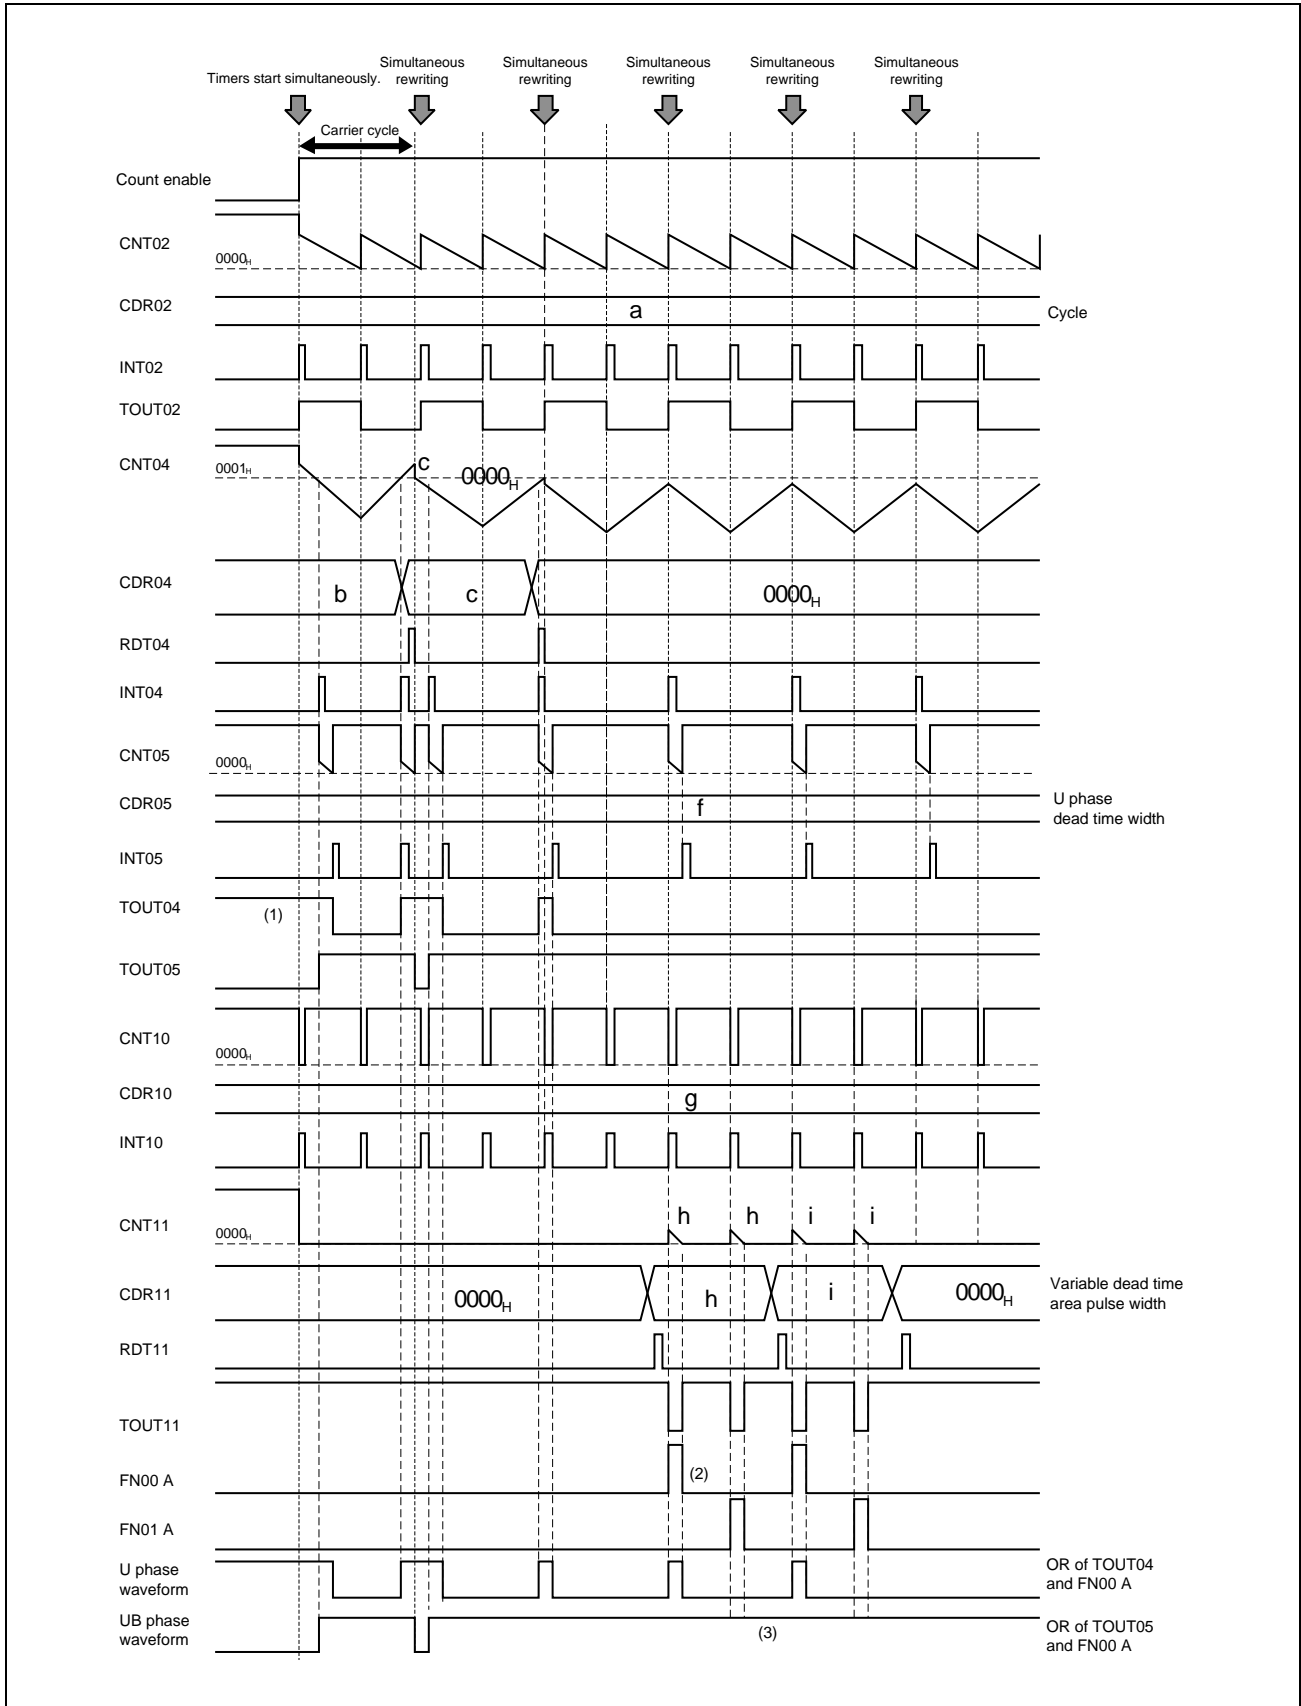 Simultaneous
rewriting
Simultaneous
rewriting
Simultaneous
rewriting
Simultaneous
rewriting
Simultaneous
rewriting
Timers start simultaneously.
Carrier cycle
Count enable
CNT02
0000H
CDR02
a
Cycle
INT02
TOUT02
CNT04
0001H
c
0000H
CDR04
b
c
0000H
RDT04
INT04
CNT05
0000H
CDR05
f
U phase
dead time width
INT05
TOUT04
(1)
TOUT05
CNT10
0000H
CDR10
g
INT10
CNT11
0000H
h
h
i
i
CDR11
0000H
h
i
0000H
Variable dead time
area pulse width
RDT11
TOUT11
FN00 A
(2)
FN01 A
U phase
waveform
OR of TOUT04
and FN00 A
UB phase
waveform
(3)
OR of TOUT05
and FN00 A